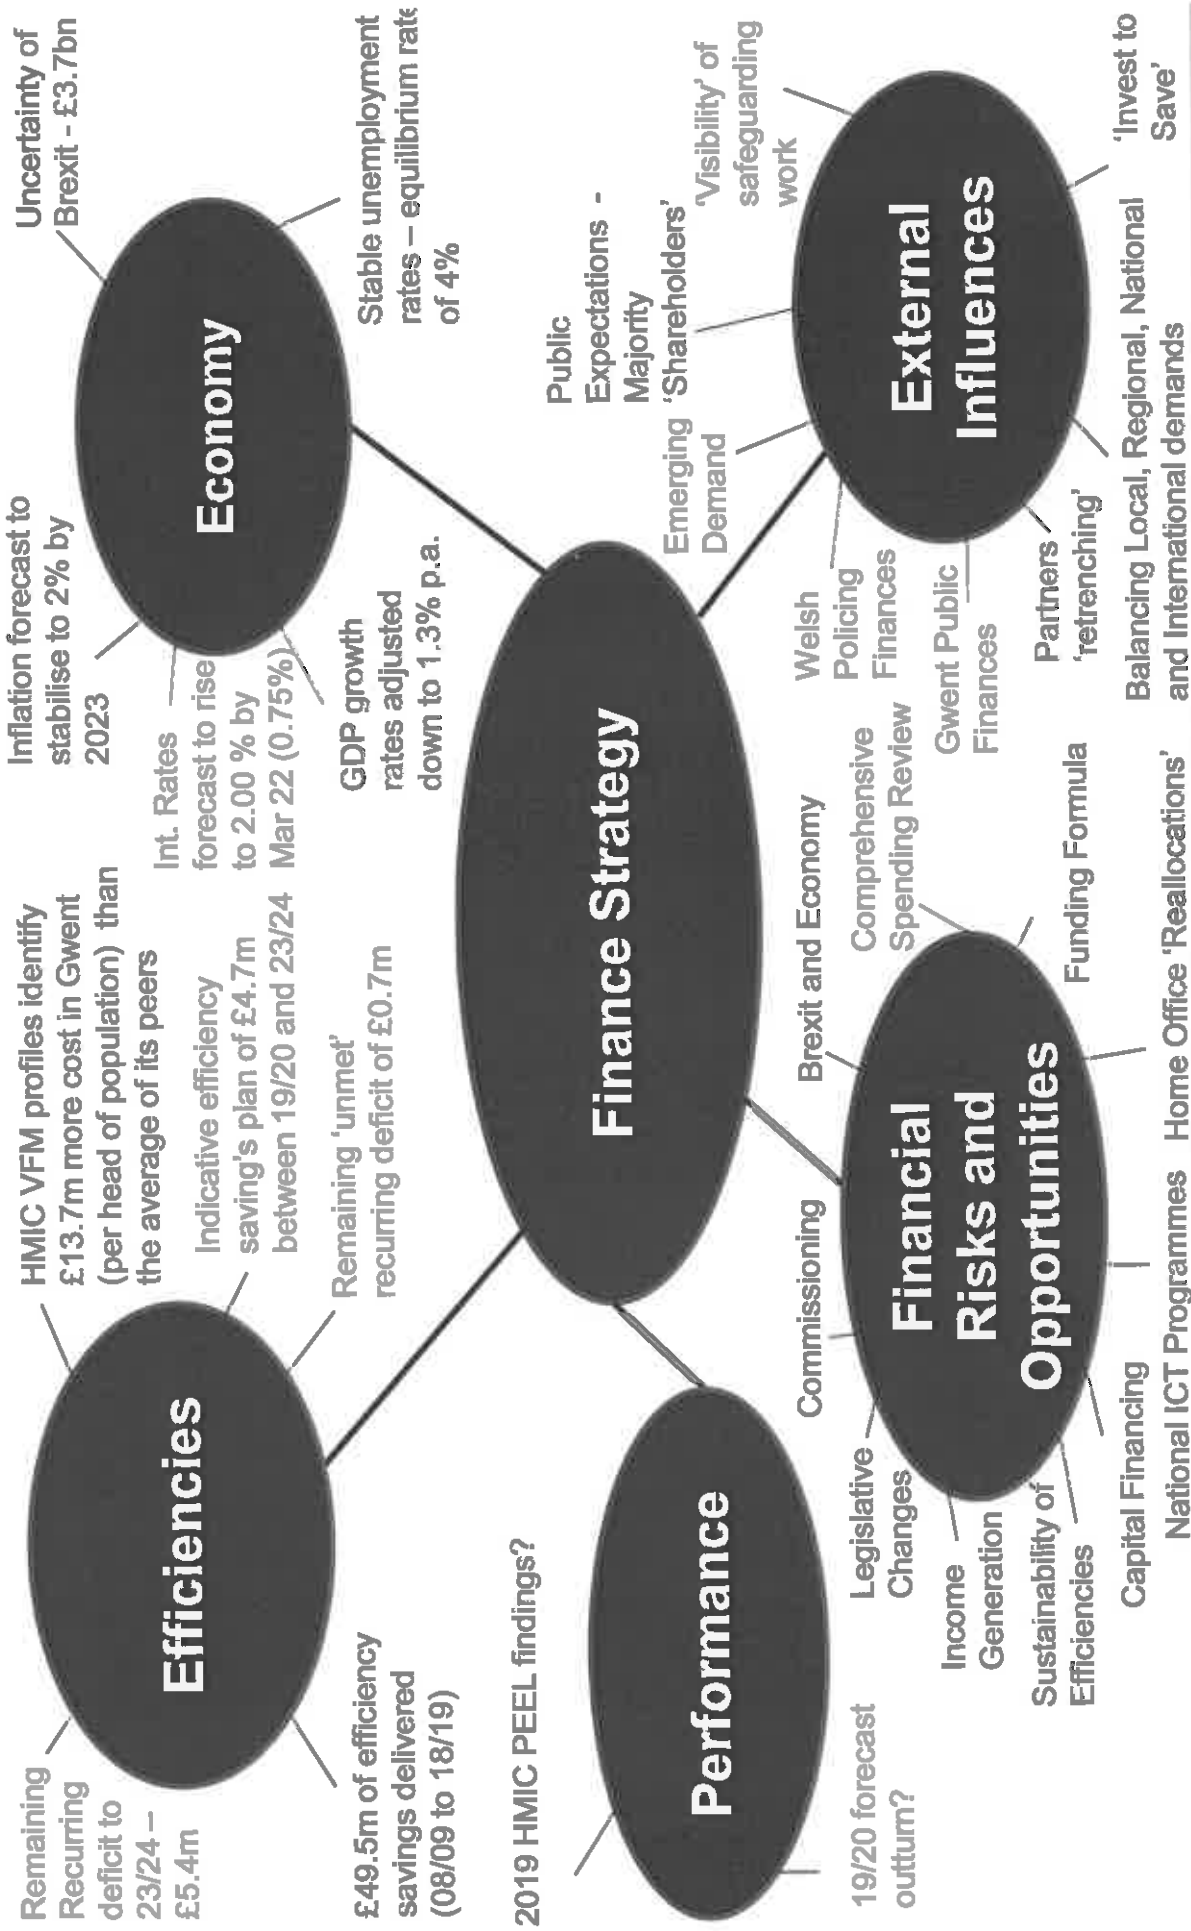 Remaining
Recurring
deficit to
23/24 –
£5.4m
HMIC VFM profiles identify
£13.7m more cost in Gwent
(per head of population) than
the average of its peers
Indicative efficiency
saving's plan of £4.7m
between 19/20 and 23/24
Remaining 'unmet'
recurring deficit of £0.7m
Efficiencies
£49.5m of efficiency
savings delivered
(08/09 to 18/19)
Inflation forecast to
stabilise to 2% by
2023
Int. Rates
forecast to rise
to 2.00 % by
Mar 22 (0.75%)
GDP growth
rates adjusted
down to 1.3% p.a.
Economy
Uncertainty of
Brexit - £3.7bn
Stable unemployment
rates – equilibrium rate
of 4%
Finance Strategy
2019 HMIC PEEL findings?
Performance
19/20 forecast
outturn?
Commissioning
Brexit and Economy
Legislative
Changes
Comprehensive
Spending Review
Income
Generation
Financial
Risks and
Opportunities
Sustainability of
Efficiencies
Funding Formula
Capital Financing
National ICT Programmes
Home Office 'Reallocations'
Public
Expectations -
Majority
'Shareholders'
Emerging
Demand
'Visibility' of
safeguarding
work
Welsh
Policing
Finances
Gwent Public
Finances
External
Influences
Partners
'retrenching'
'Invest to
Save'
Balancing Local, Regional, National
and International demands